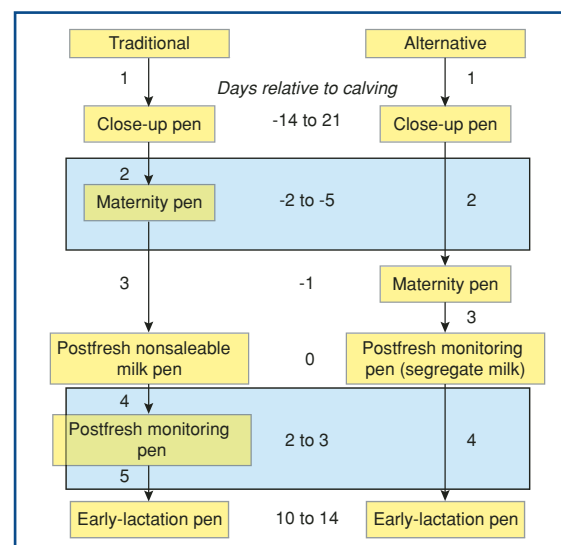 Traditional
Alternative
1
1
Days relative to calving
Close-up pen
-14 to 21
Close-up pen
2
Maternity pen
-2 to -5
2
3
-1
Maternity pen
3
Postfresh nonsaleable
milk pen
0
Postfresh monitoring
pen (segregate milk)
4
Postfresh monitoring
pen
2 to 3
4
5
Early-lactation pen
10 to 14
Early-lactation pen